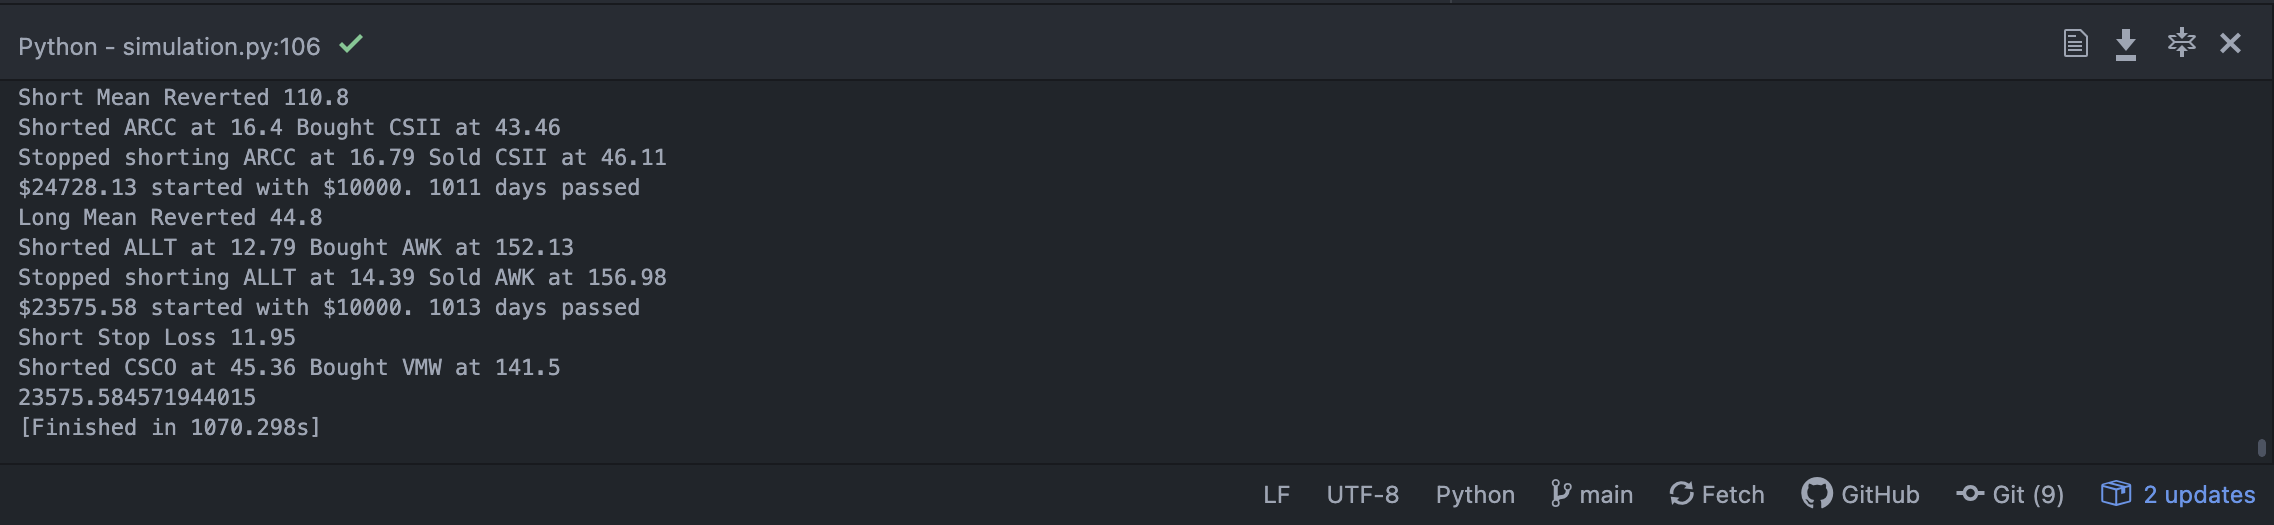 Python - simulation.py:106
Short Mean Reverted 110.8
Shorted ARCC at 16.4 Bought CSII at 43.46
Stopped shorting ARCC at 16.79 Sold CSII at 46.11
$24728.13 started with $10000. 1011 days passed
Long Mean Reverted 44.8
Shorted ALLT at 12.79 Bought AWK at 152.13
Stopped shorting ALLT at 14.39 Sold AWK at 156.98
$23575.58 started with $10000. 1013 days passed
Short Stop Loss 11.95
Shorted CSCO at 45.36 Bought VMW at 141.5
23575.584571944015
[Finished in 1070.298s]
LF UTF-8 Python main Fetch GitHub Git (9) 2 updates